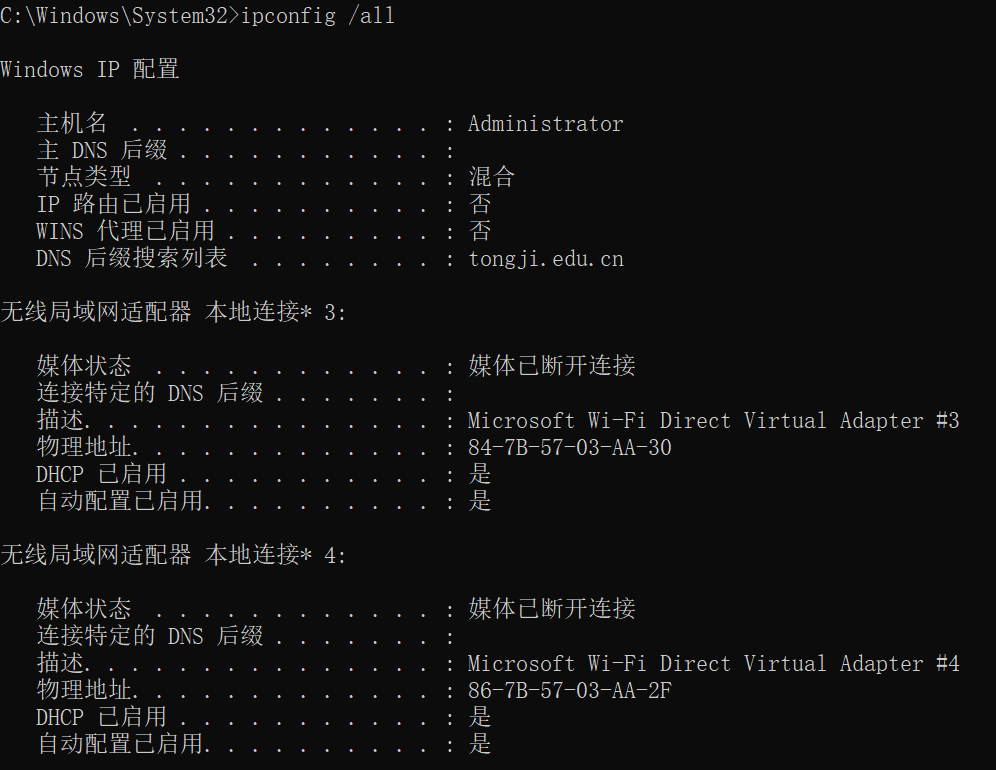 C:\Windows\System32>ipconfig /all
Windows IP 配置
主机名 . . . . . . . . . . . . . : Administrator
主 DNS 后缀 . . . . . . . . . . . :
节点类型 . . . . . . . . . . . . : 混合
IP 路由已启用 . . . . . . . . . . : 否
WINS 代理已启用 . . . . . . . . . : 否
DNS 后缀搜索列表 . . . . . . . . : tongji.edu.cn
无线局域网适配器 本地连接* 3:
媒体状态 . . . . . . . . . . . . : 媒体已断开连接
连接特定的 DNS 后缀 . . . . . . . :
描述. . . . . . . . . . . . . . . : Microsoft Wi-Fi Direct Virtual Adapter #3
物理地址. . . . . . . . . . . . . : 84-7B-57-03-AA-30
DHCP 已启用 . . . . . . . . . . . : 是
自动配置已启用. . . . . . . . . . : 是
无线局域网适配器 本地连接* 4:
媒体状态 . . . . . . . . . . . . : 媒体已断开连接
连接特定的 DNS 后缀 . . . . . . . :
描述. . . . . . . . . . . . . . . : Microsoft Wi-Fi Direct Virtual Adapter #4
物理地址. . . . . . . . . . . . . : 86-7B-57-03-AA-2F
DHCP 已启用 . . . . . . . . . . . : 是
自动配置已启用. . . . . . . . . . : 是